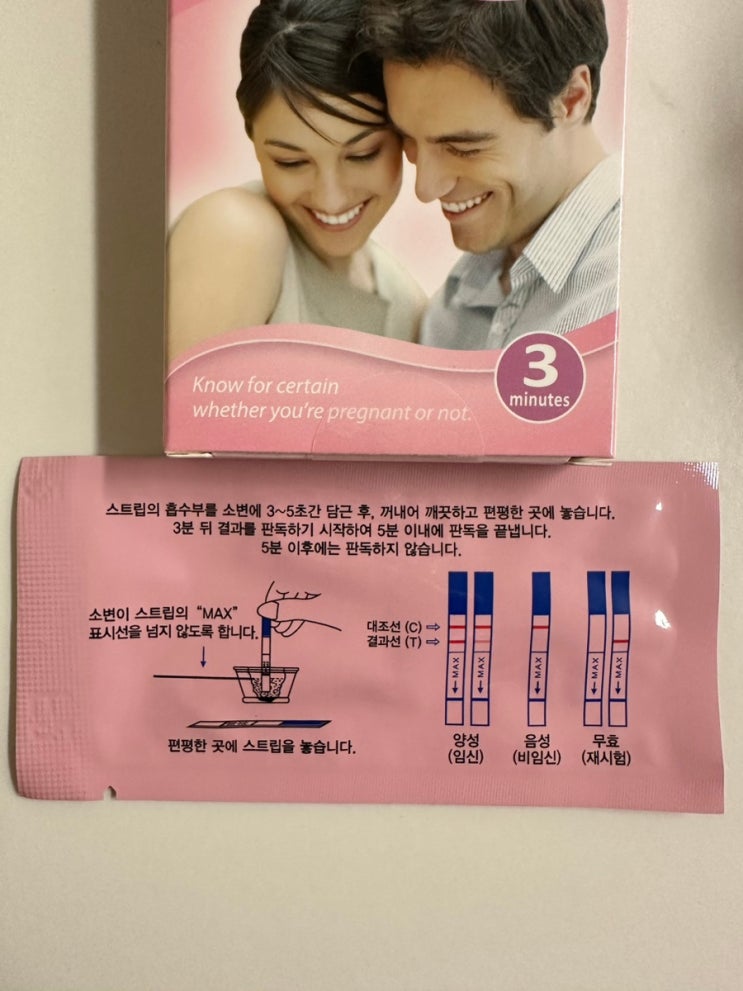 Know for certain
whether you're pregnant or not.
3
minutes
스트립의 흡수부를 소변에 3~5초간 담근 후, 꺼내어 깨끗하고 편평한 곳에 놓습니다.
3분 뒤 결과를 판독하기 시작하여 5분 이내에 판독을 끝냅니다.
5분 이후에는 판독하지 않습니다.
소변이 스트립의 “MAX”
표시선을 넘지 않도록 합니다.
편평한 곳에 스트립을 놓습니다.
대조선 (C) ⇨
결과선 (T) ⇨
MAX
MAX
MAX
MAX
MAX
양성
(임신)
음성
(비임신)
무효
(재시험)